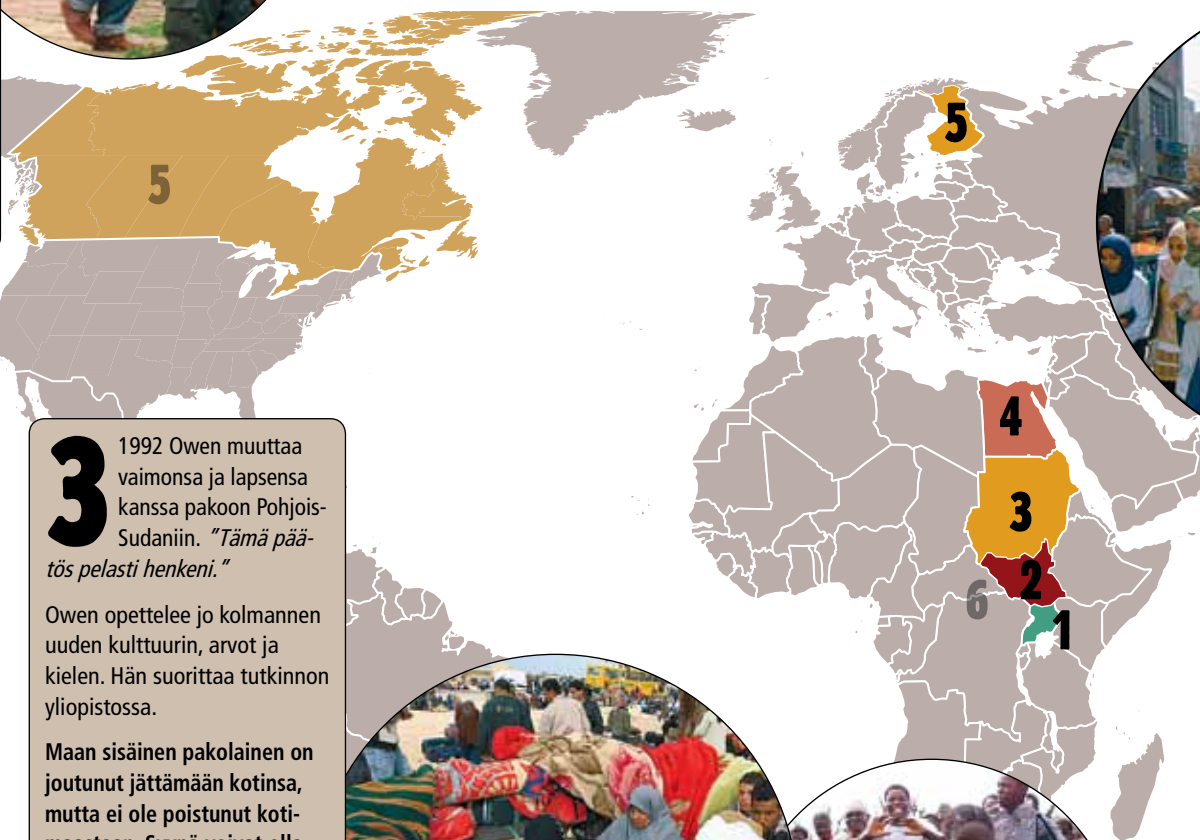 5
5
4
3
2
6
1
3
1992 Owen muuttaa
vaimonsa ja lapsensa
kanssa pakoon Pohjois-
Sudaniin. ”Tämä pää-
tös pelasti henkeni.”
Owen opettelee jo kolmannen
uuden kulttuurin, arvot ja
kielen. Hän suorittaa tutkinnon
yliopistossa.
Maan sisäinen pakolainen on
joutunut jättämään kotinsa,
mutta ei ole poistunut koti-